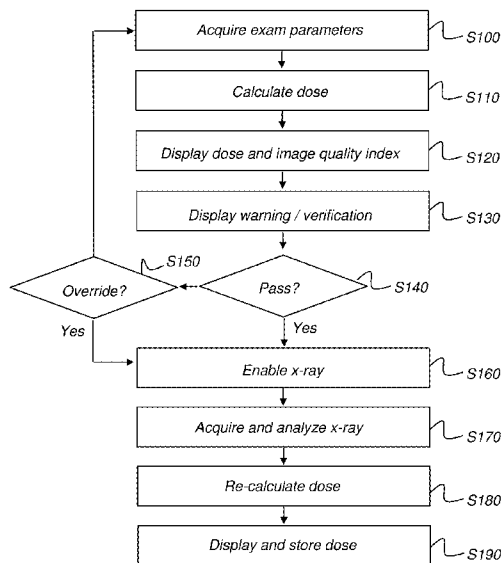 Acquire exam parameters
S100
Calculate dose
S110
Display dose and image quality index
S120
Display warning / verification
S130
S150
Override?
Pass?
S140
Yes
Yes
Enable x-ray
S160
Acquire and analyze x-ray
S170
Re-calculate dose
S180
Display and store dose
S190